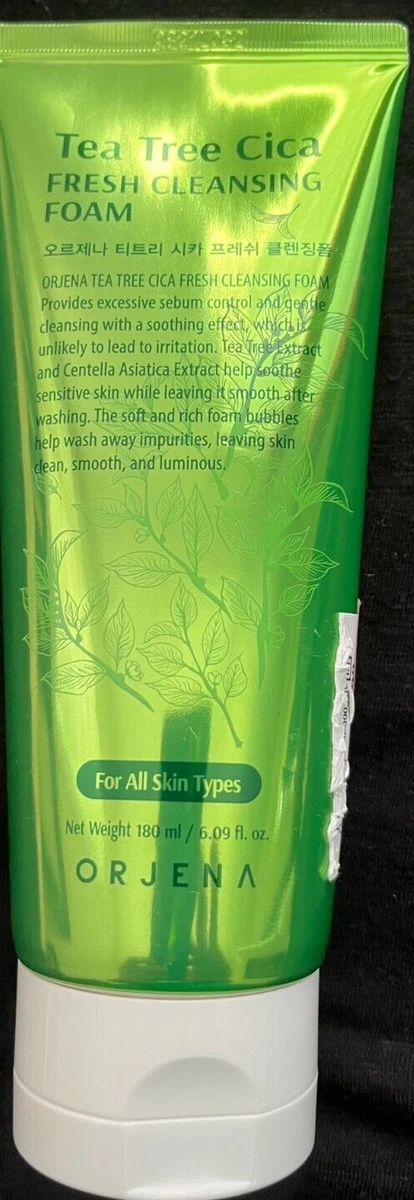 Tea Tree Cica
FRESH CLEANSING
FOAM
오르제나 티트리 시카 프레쉬 클렌징폼
ORJENA TEA TREE CICA FRESH CLEANSING FOAM
Provides excessive sebum control and gentle
cleansing with a soothing effect, which is
unlikely to lead to irritation. Tea Tree Extract
and Centella Asiatica Extract help soothe
sensitive skin while leaving it smooth after
washing. The soft and rich foam bubbles
help wash away impurities, leaving skin
clean, smooth, and luminous.
For All Skin Types
Net Weight 180 ml / 6.09 fl. oz.
ORJENA